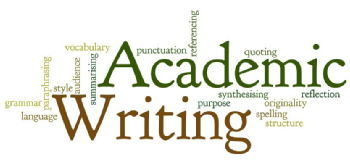 referencing
vocabulary
punctuation
quoting
paraphrasing
audience
summarising
Academic
style
synthesising
reflection
grammar
purpose
originality
language
Writing
spelling
structure